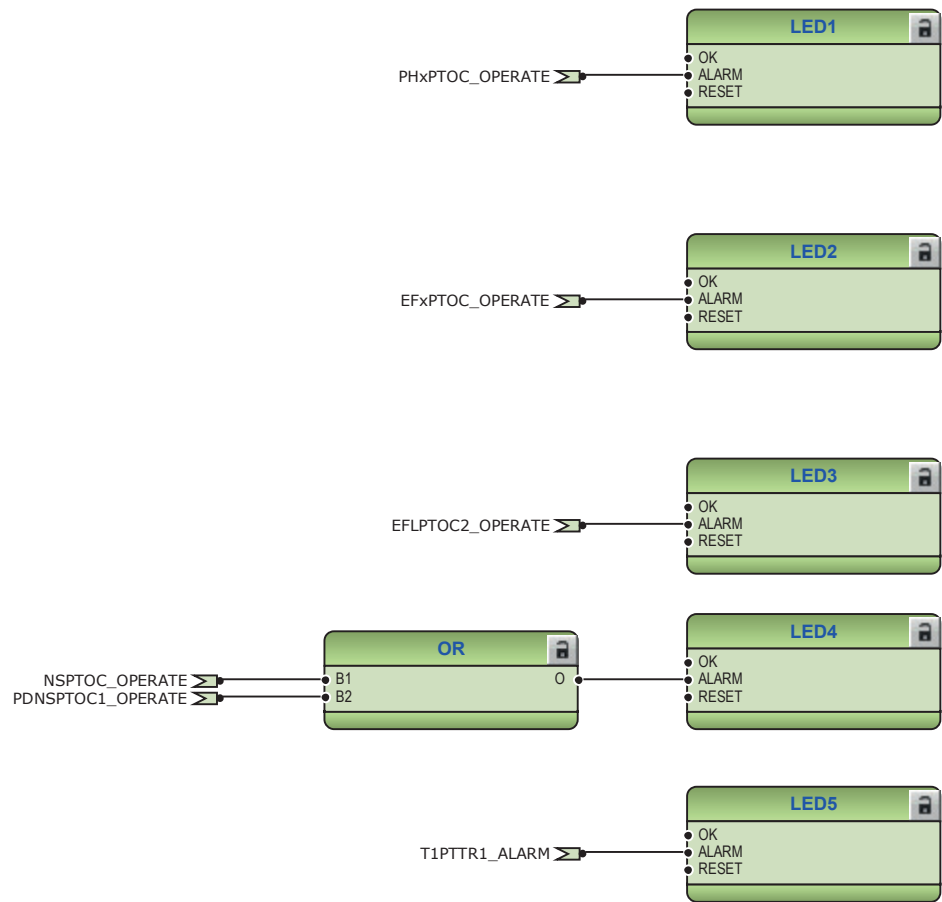 LED1
OK
PHxPTOC_OPERATE
ALARM
RESET
LED2
OK
EFxPTOC_OPERATE
ALARM
RESET
LED3
OK
EFLPTOC2_OPERATE
ALARM
RESET
LED4
OR
OK
NSPTOC_OPERATE
B1
O
ALARM
PDNSPTOC1_OPERATE
B2
RESET
LED5
OK
T1PTTR1_ALARM
ALARM
RESET